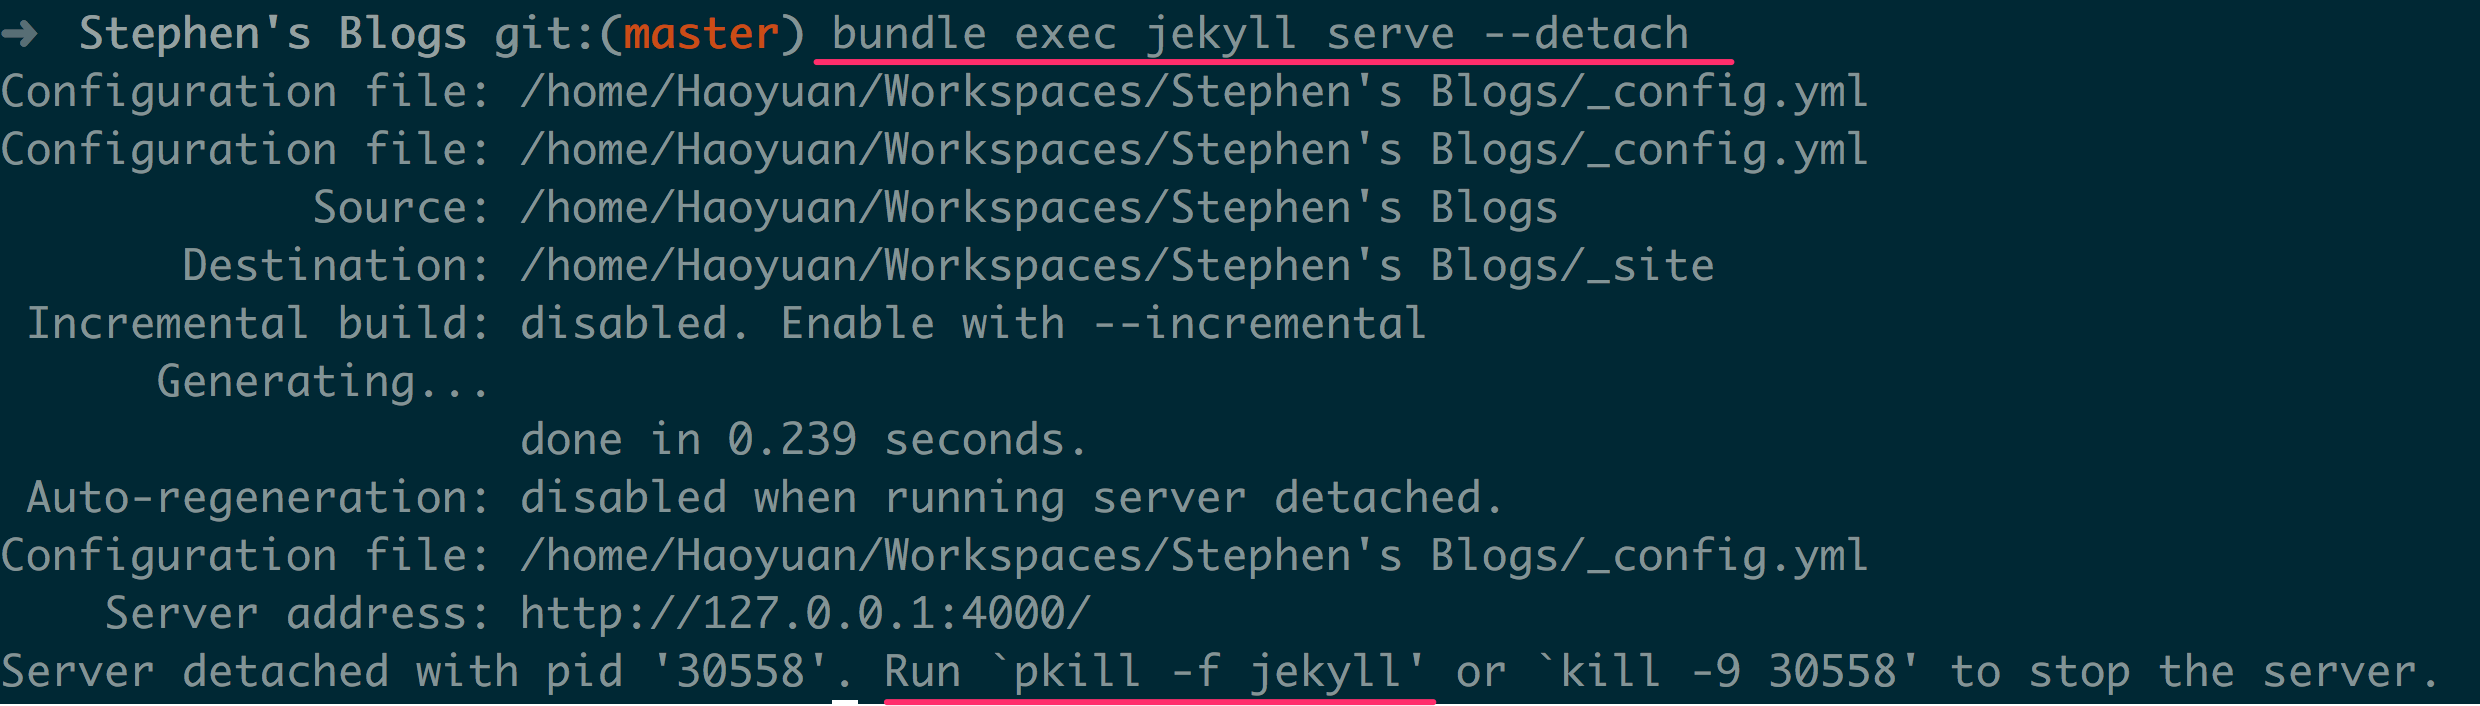 ➜  Stephen's Blogs git:(master) bundle exec jekyll serve --detach
Configuration file: /home/Haoyuan/Workspaces/Stephen's Blogs/_config.yml
Configuration file: /home/Haoyuan/Workspaces/Stephen's Blogs/_config.yml
            Source: /home/Haoyuan/Workspaces/Stephen's Blogs
       Destination: /home/Haoyuan/Workspaces/Stephen's Blogs/_site
 Incremental build: disabled. Enable with --incremental
      Generating...
                    done in 0.239 seconds.
 Auto-regeneration: disabled when running server detached.
Configuration file: /home/Haoyuan/Workspaces/Stephen's Blogs/_config.yml
    Server address: http://127.0.0.1:4000/
Server detached with pid '30558'. Run `pkill -f jekyll' or `kill -9 30558' to stop the server.